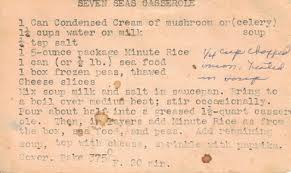 SEVEN SEAS CASSEROLE
1 Can Condensed Cream of mushroom or(celery)
1½ cups water or milk soup
¼ tsp salt
1 5-ounce package Minute Rice
1 can (or ½ lb.) sea food
1 box frozen peas, thawed
Cheese slices
¼ cup chopped
onion. heated
in soup
Mix soup milk and salt in saucepan. Bring to
a boil over medium heat; stir occasionally.
Pour about half into a greased 1½-quart casser
ole. Then, in layers add Minute Rice as from
the box, sea food, and peas. Add remaining
soup, top with cheese, sprinkle with paprika.
Cover. Bake 375 F. 20 min.